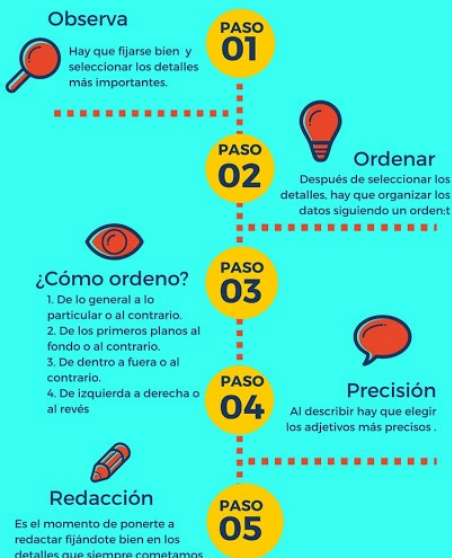 Observa
Hay que fijarse bien y
seleccionar los detalles
más importantes.
PASO
01
PASO
02
Ordenar
Después de seleccionar los
detalles, hay que organizar los
datos siguiendo un orden:t
¿Cómo ordeno?
1. De lo general a lo
particular o al contrario.
2. De los primeros planos al
fondo o al contrario.
3. De dentro a fuera o al
contrario.
4. De izquierda a derecha o
al revés
PASO
03
PASO
04
Precisión
Al describir hay que elegir
los adjetivos más precisos .
Redacción
Es el momento de ponerte a
redactar fijándote bien en los
detalles que siempre cometamos
PASO
05